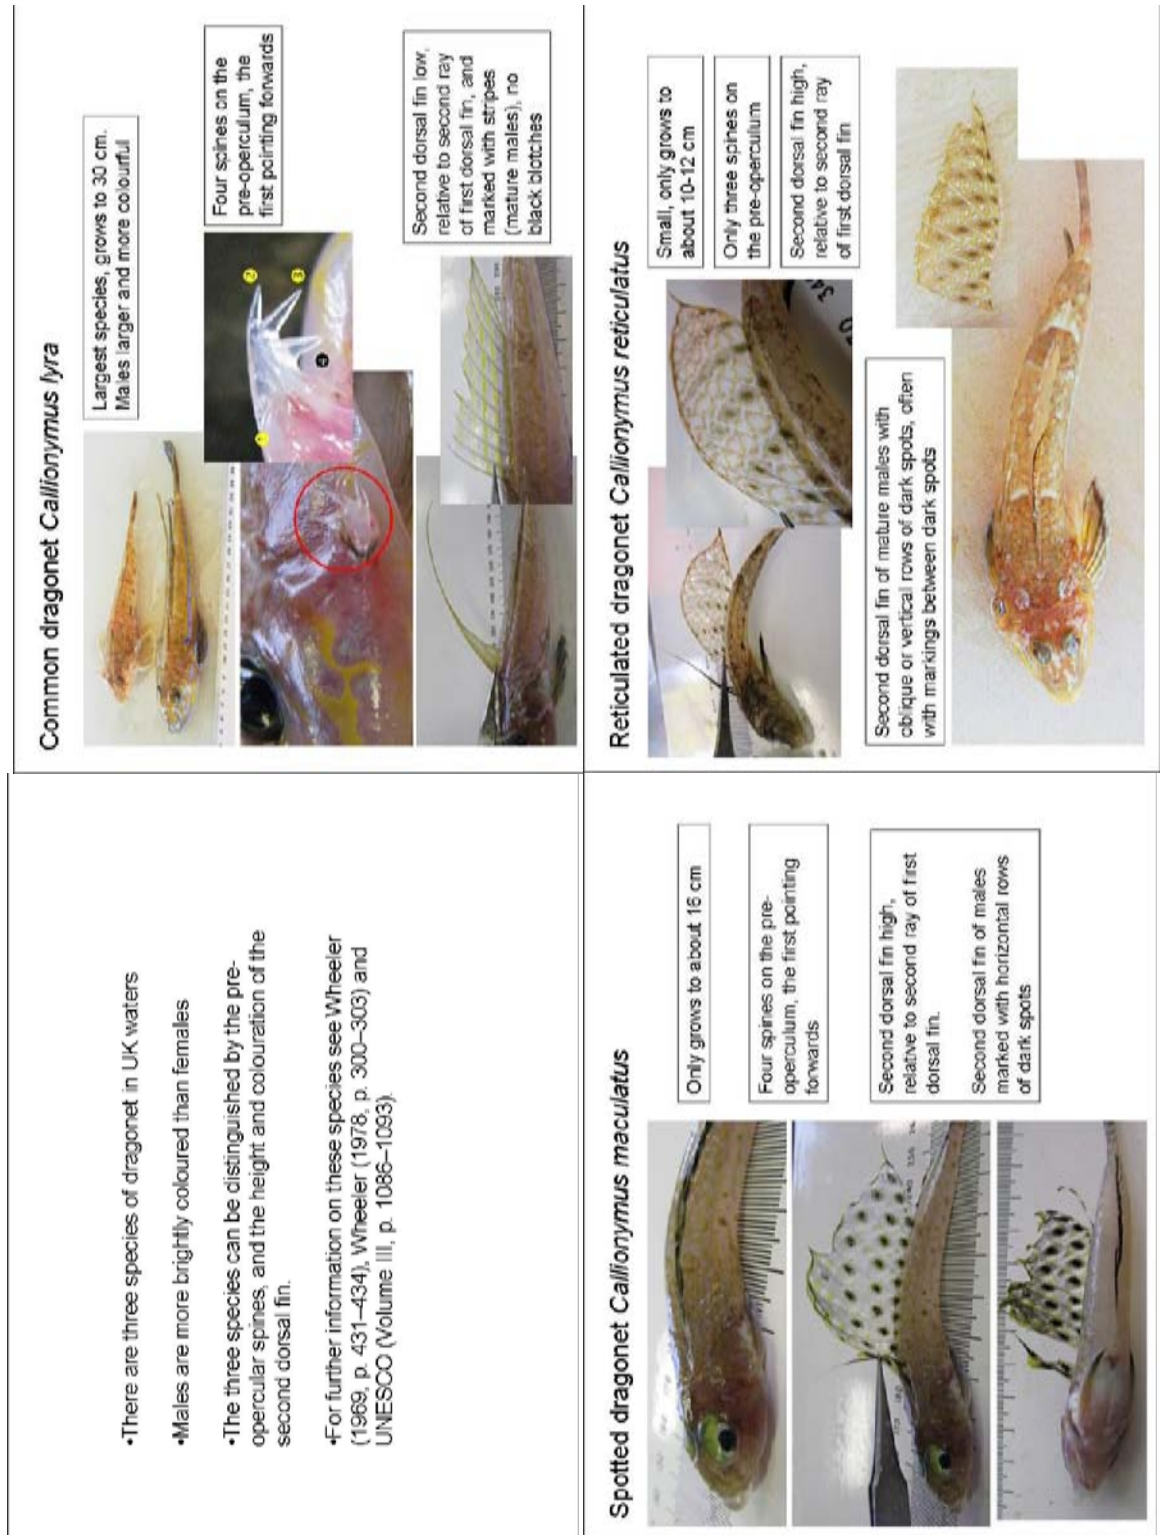 •There are three species of dragonet in UK waters
•Males are more brightly coloured than females
•The three species can be distinguished by the pre-
opercular spines, and the height and colouration of the
second dorsal fin.
•For further information on these species see Wheeler
(1969, p. 431–434), Wheeler (1978, p. 300–303) and
UNESCO (Volume III, p. 1086–1093).
Common dragonet Callionymus lyra
Largest species, grows to 30 cm.
Males larger and more colourful
Four spines on the
pre-operculum, the
first pointing forwards
1
2
3
4
Second dorsal fin low,
relative to second ray
of first dorsal fin, and
marked with stripes
(mature males), no
black blotches
Spotted dragonet Callionymus maculatus
Only grows to about 16 cm
Four spines on the pre-
operculum, the first pointing
forwards
Second dorsal fin high,
relative to second ray of first
dorsal fin.
Second dorsal fin of males
marked with horizontal rows
of dark spots
Reticulated dragonet Callionymus reticulatus
Small, only grows to
about 10-12 cm
Only three spines on
the pre-operculum
Second dorsal fin high,
relative to second ray
of first dorsal fin
Second dorsal fin of mature males with
oblique or vertical rows of dark spots, often
with markings between dark spots